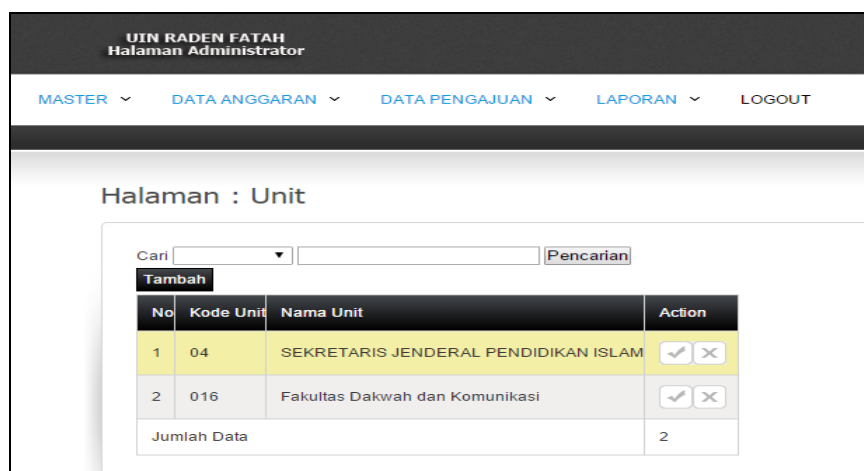 UIN RADEN FATAH
Halaman Administrator
MASTER DATA ANGGARAN DATA PENGAJUAN LAPORAN LOGOUT
Halaman : Unit
Cari Pencarian
Tambah
No Kode Unit Nama Unit Action
1 04 SEKRETARIS JENDERAL PENDIDIKAN ISLAM
2 016 Fakultas Dakwah dan Komunikasi
Jumlah Data 2